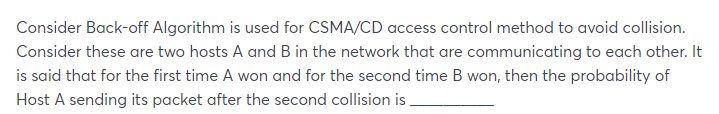 Consider Back-off Algorithm is used for CSMA/CD access control method to avoid collision.
Consider these are two hosts A and B in the network that are communicating to each other. It
is said that for the first time A won and for the second time B won, then the probability of
Host A sending its packet after the second collision is __________